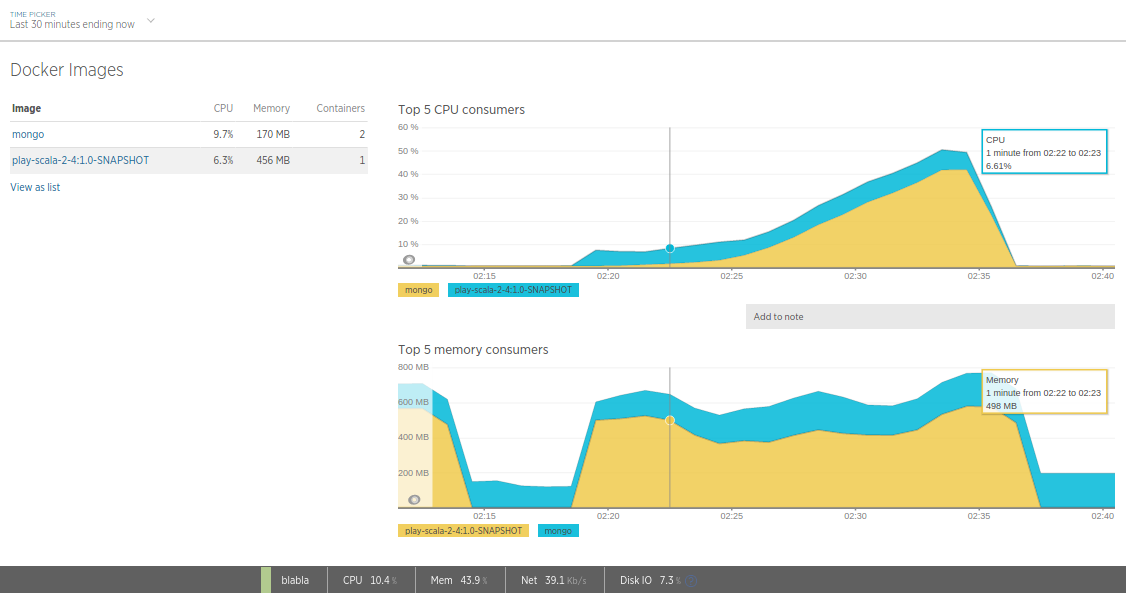 TIME PICKER
Last 30 minutes ending now
Docker Images
Image CPU Memory Containers
mongo 9.7% 170 MB 2
play-scala-2-4:1.0-SNAPSHOT 6.3% 456 MB 1
View as list
Top 5 CPU consumers
60 %
50 %
40 %
30 %
20 %
10 %
CPU
1 minute from 02:22 to 02:23
6.61%
02:15 02:20 02:25 02:30 02:35 02:40
mongo play-scala-2-4:1.0-SNAPSHOT
Add to note
Top 5 memory consumers
800 MB
600 MB
400 MB
200 MB
Memory
1 minute from 02:22 to 02:23
498 MB
02:15 02:20 02:25 02:30 02:35 02:40
play-scala-2-4:1.0-SNAPSHOT mongo
blabla CPU 10.4 % Mem 43.9 % Net 39.1 Kb/s Disk IO 7.3 %